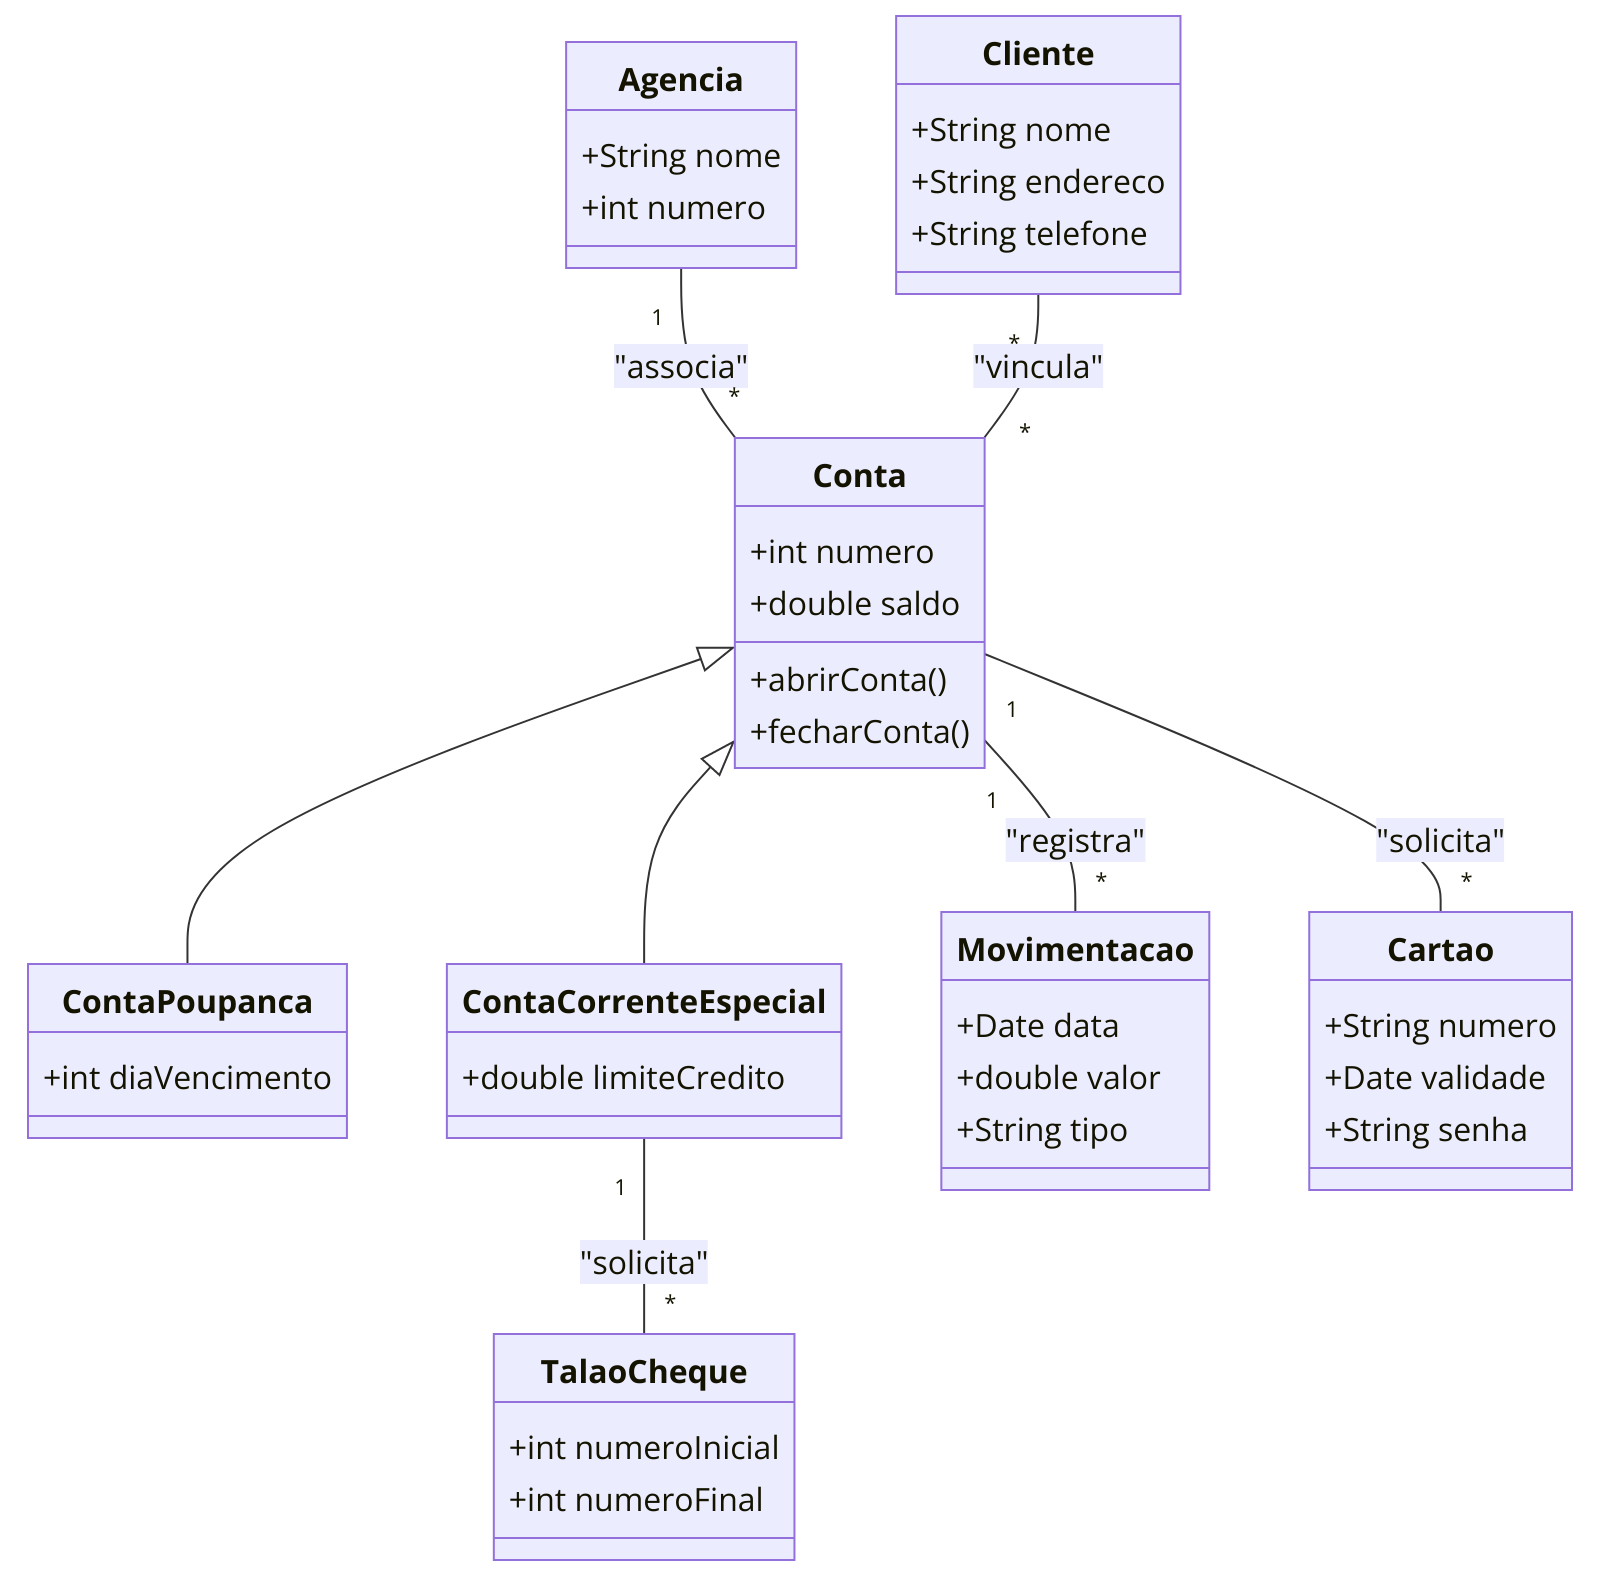 Agencia
+String nome
+int numero
Cliente
+String nome
+String endereco
+String telefone
1
"associa"
*
*
"vincula"
*
Conta
+int numero
+double saldo
+abrirConta()
+fecharConta()
1
"registra"
*
1
"solicita"
*
ContaPoupanca
+int diaVencimento
ContaCorrenteEspecial
+double limiteCredito
Movimentacao
+Date data
+double valor
+String tipo
Cartao
+String numero
+Date validade
+String senha
1
"solicita"
*
TalaoCheque
+int numeroInicial
+int numeroFinal